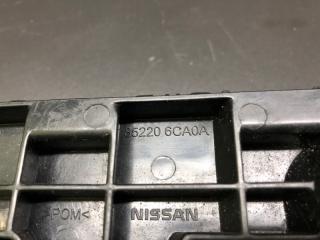 85220 6CA0A
>POM< NISSAN